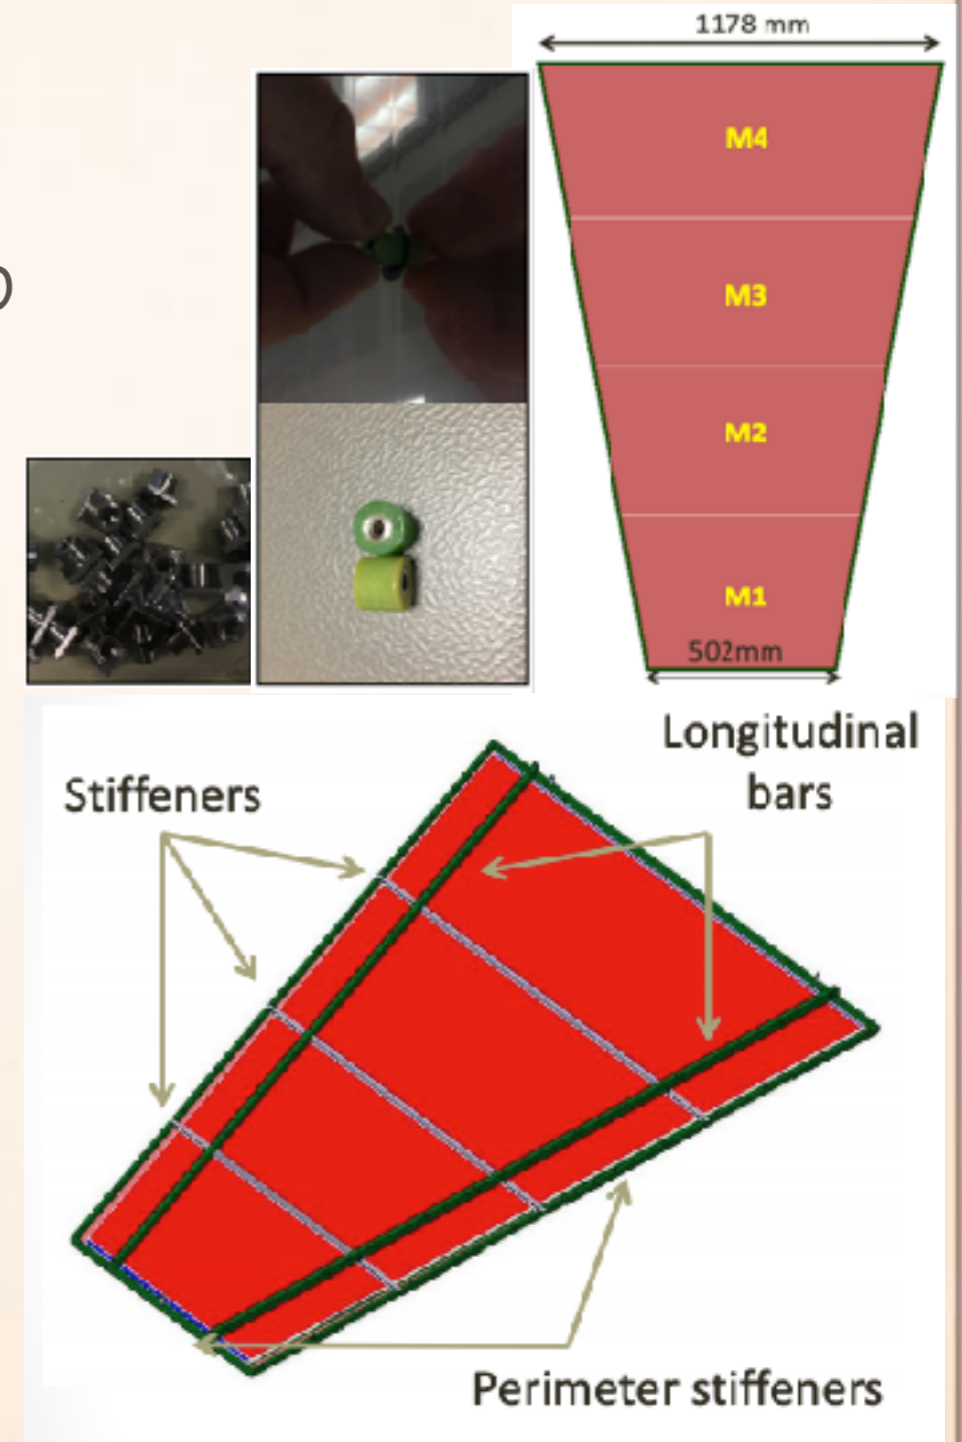 1178 mm
M4
M3
M2
M1
502mm
Longitudinal
bars
Stiffeners
Perimeter stiffeners